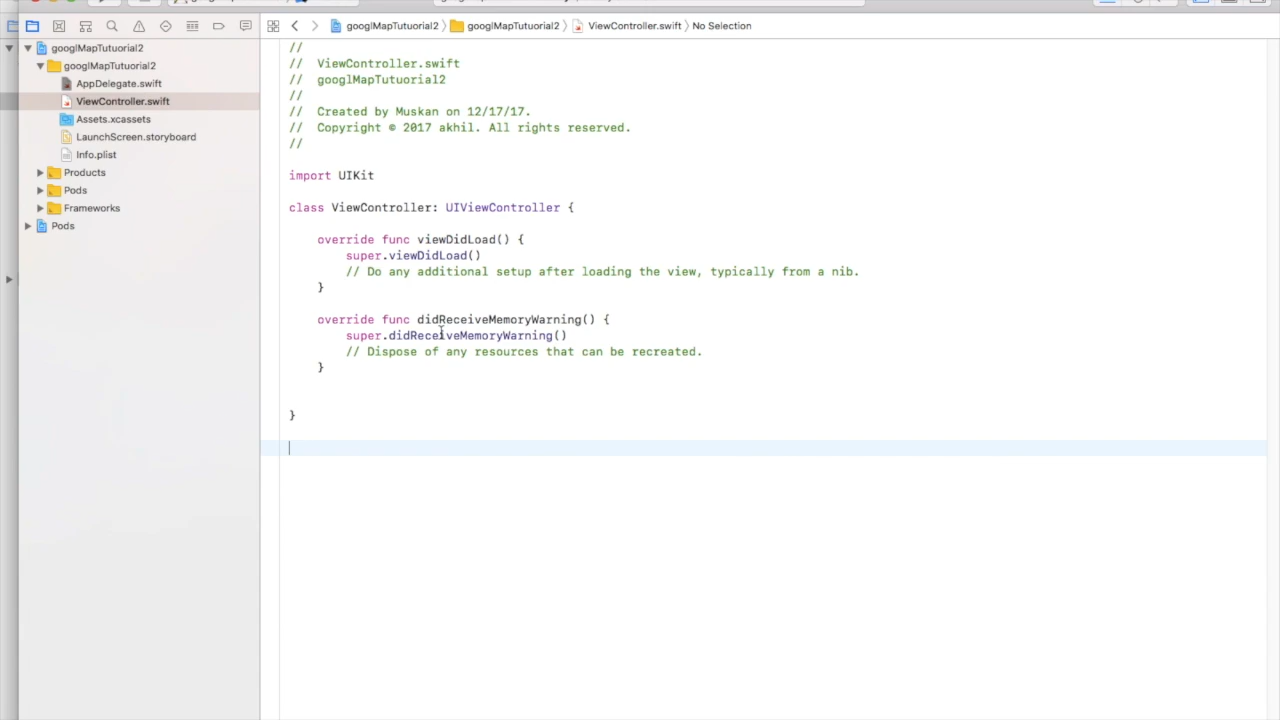 googlMapTutuorial2 googlMapTutuorial2 ViewController.swift No Selection
googlMapTutuorial2
googlMapTutuorial2
AppDelegate.swift
ViewController.swift
Assets.xcassets
LaunchScreen.storyboard
Info.plist
Products
Pods
Frameworks
Pods
//
// ViewController.swift
// googlMapTutuorial2
//
// Created by Muskan on 12/17/17.
// Copyright © 2017 akhil. All rights reserved.
//
import UIKit
class ViewController: UIViewController {
override func viewDidLoad() {
super.viewDidLoad()
// Do any additional setup after loading the view, typically from a nib.
}
override func didReceiveMemoryWarning() {
super.didReceiveMemoryWarning()
// Dispose of any resources that can be recreated.
}
}